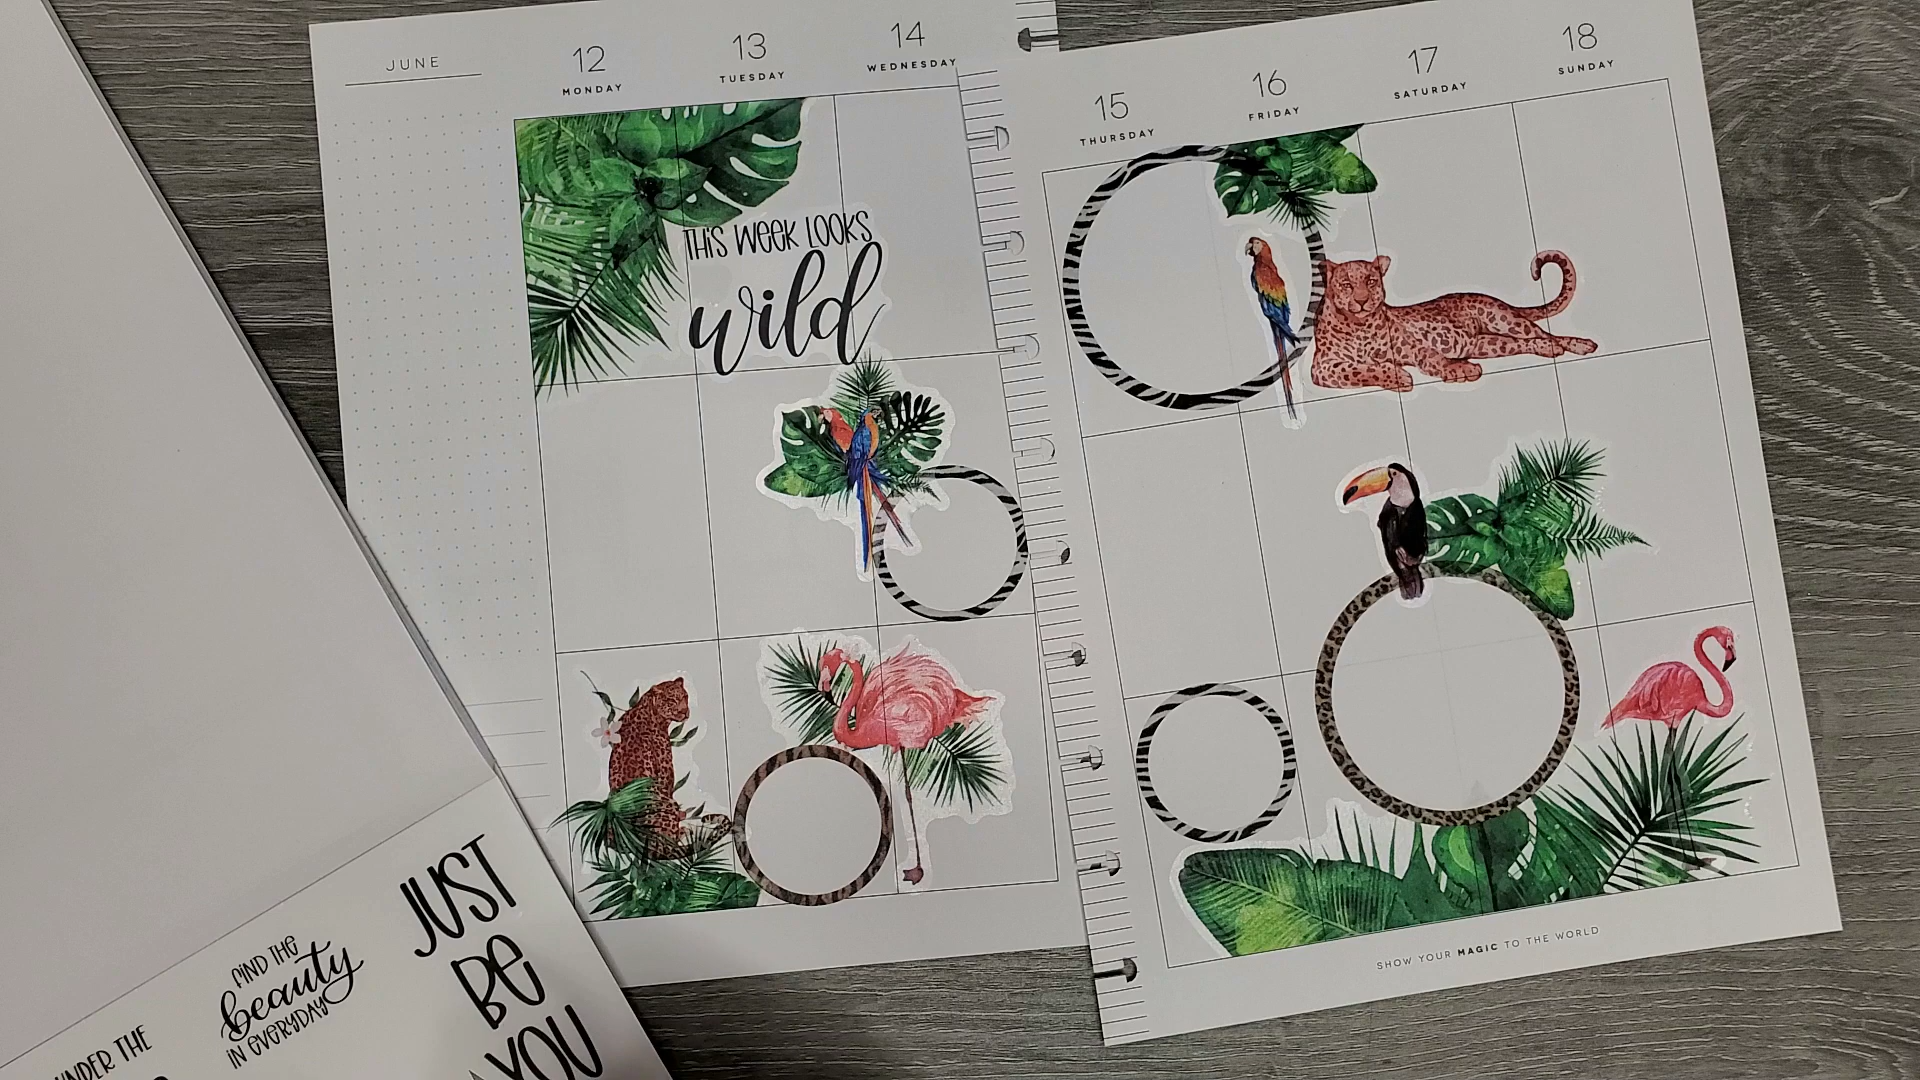 JUNE
12
MONDAY
13
TUESDAY
14
WEDNESDAY
THIS WEEK LOOKS
wild
15
THURSDAY
16
FRIDAY
17
SATURDAY
18
SUNDAY
SHOW YOUR MAGIC TO THE WORLD
FIND THE
beauty
IN EVERYDAY
JUST
BE
YOU
UNDER THE